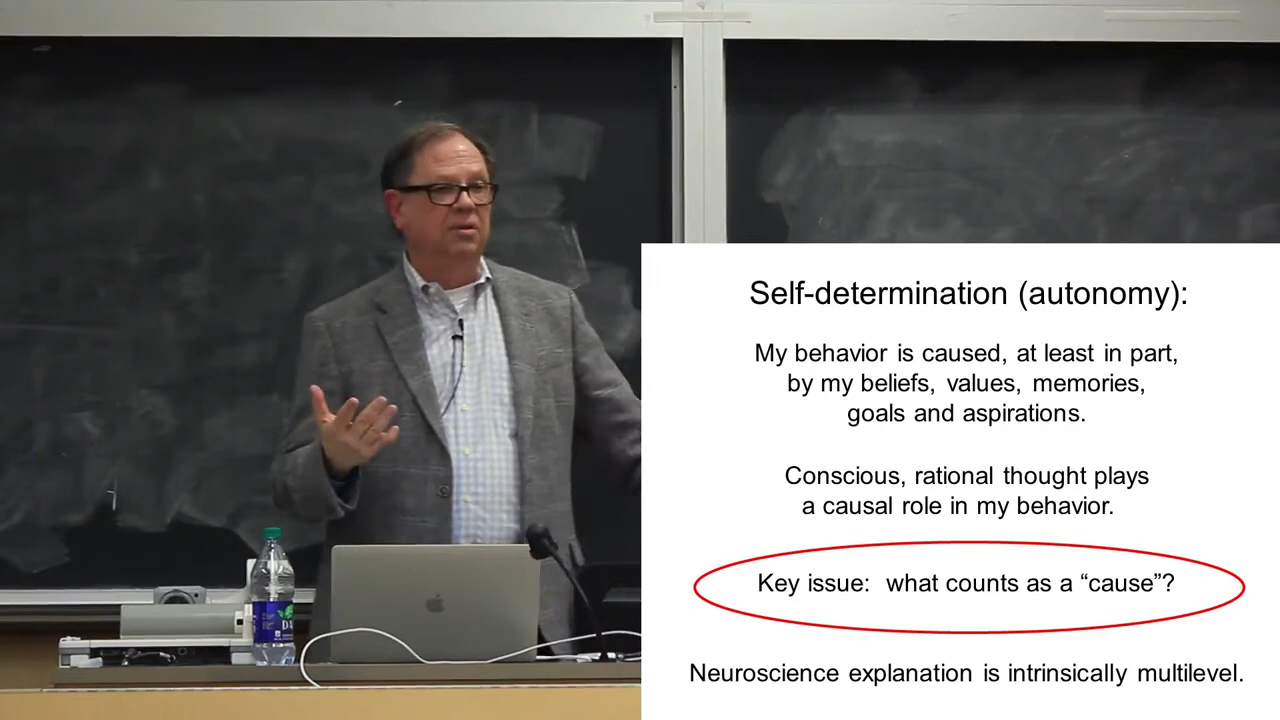 Self-determination (autonomy):
My behavior is caused, at least in part,
by my beliefs, values, memories,
goals and aspirations.
Conscious, rational thought plays
a causal role in my behavior.
Key issue: what counts as a “cause”?
Neuroscience explanation is intrinsically multilevel.